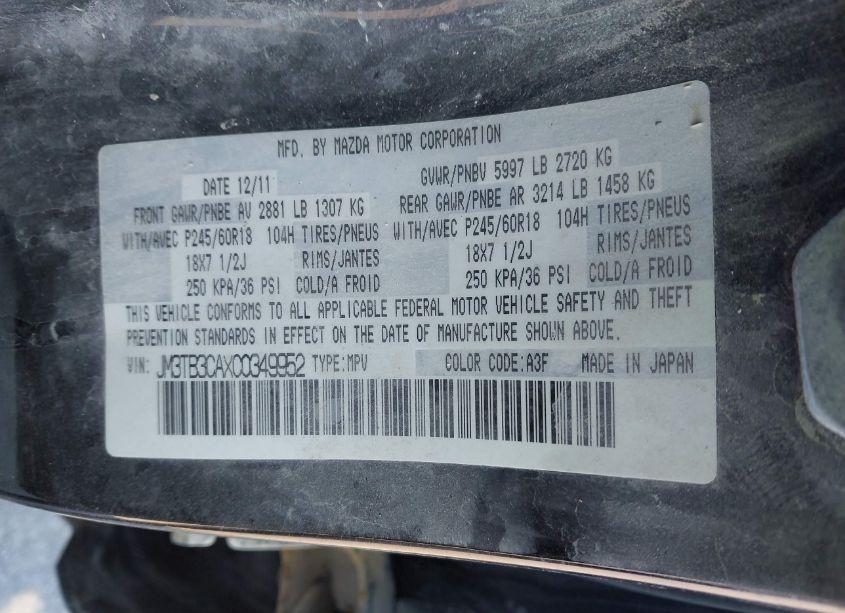 MFD. BY MAZDA MOTOR CORPORATION
DATE 12/11 GVWR/PNBV 5997 LB 2720 KG
FRONT GAWR/PNBE AV 2881 LB 1307 KG REAR GAWR/PNBE AR 3214 LB 1458 KG
WITH/AVEC P245/60R18 104H TIRES/PNEUS WITH/AVEC P245/60R18 104H TIRES/PNEUS
18X7 1/2J RIMS/JANTES 18X7 1/2J RIMS/JANTES
250 KPA/36 PSI COLD/A FROID 250 KPA/36 PSI COLD/A FROID
THIS VEHICLE CONFORMS TO ALL APPLICABLE FEDERAL MOTOR VEHICLE SAFETY AND THEFT
PREVENTION STANDARDS IN EFFECT ON THE DATE OF MANUFACTURE SHOWN ABOVE.
VIN: JM3TB3CAXC0349952 TYPE:MPV COLOR CODE: A3F MADE IN JAPAN